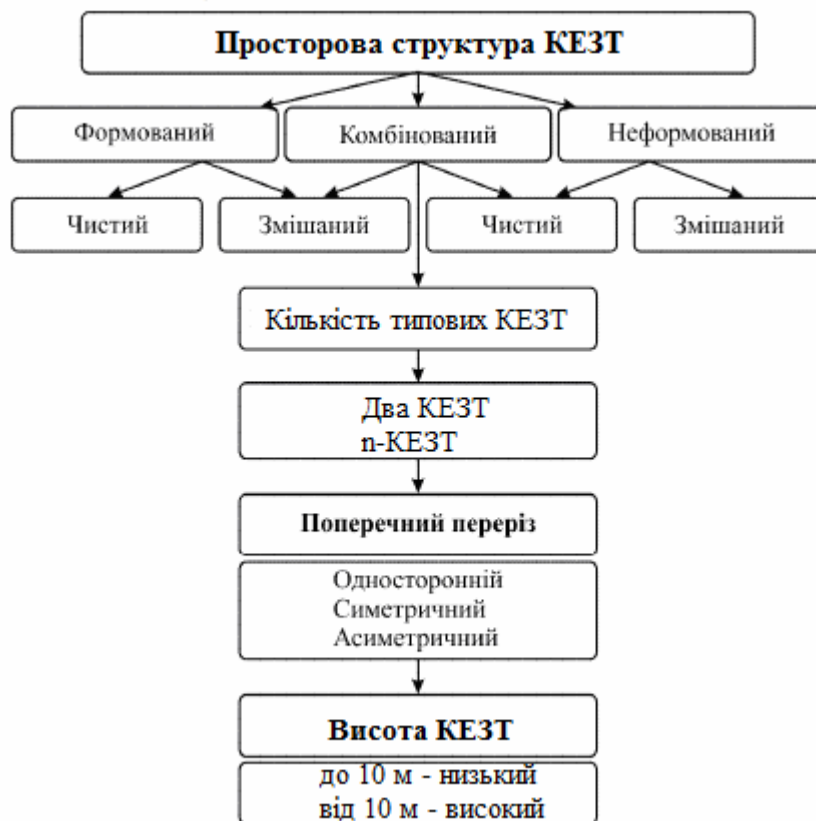 Просторова структура КЕЗТ
Формований
Комбінований
Неформований
Чистий
Змішаний
Чистий
Змішаний
Кількість типових КЕЗТ
Два КЕЗТ
n-КЕЗТ
Поперечний переріз
Односторонній
Симетричний
Асиметричний
Висота КЕЗТ
до 10 м - низький
від 10 м - високий